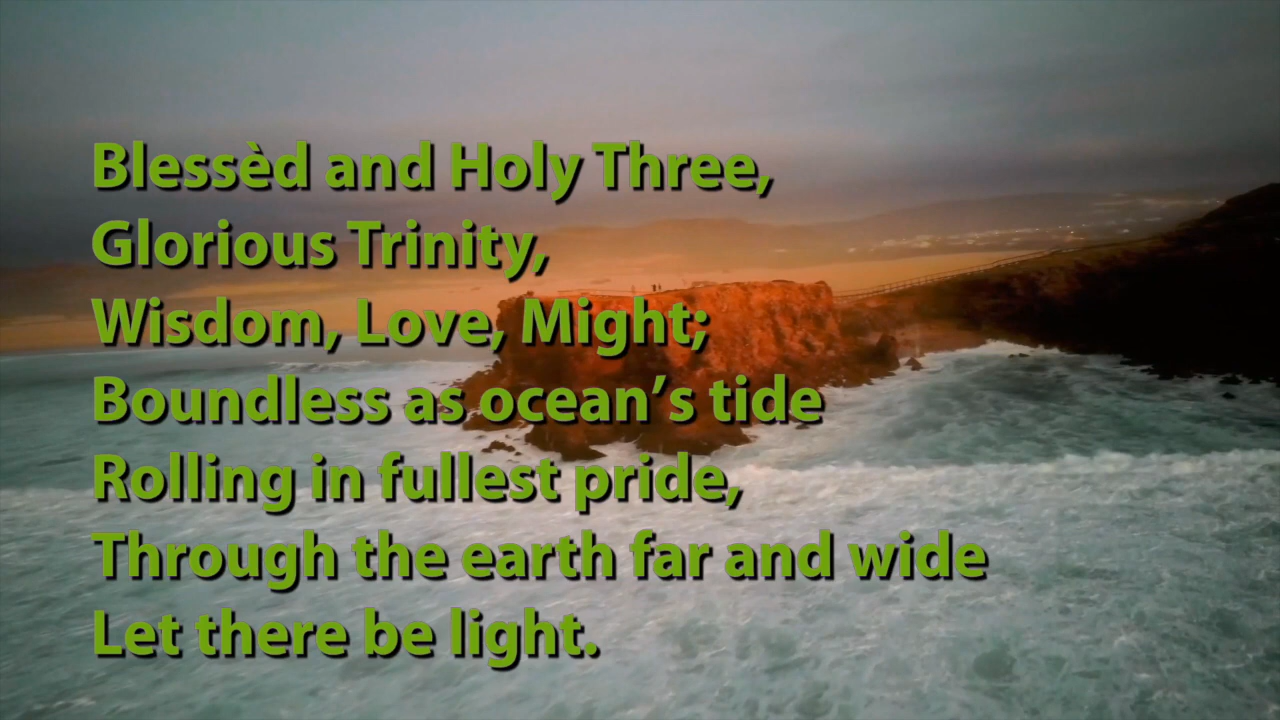 Blessèd and Holy Three,
Glorious Trinity,
Wisdom, Love, Might;
Boundless as ocean’s tide
Rolling in fullest pride,
Through the earth far and wide
Let there be light.